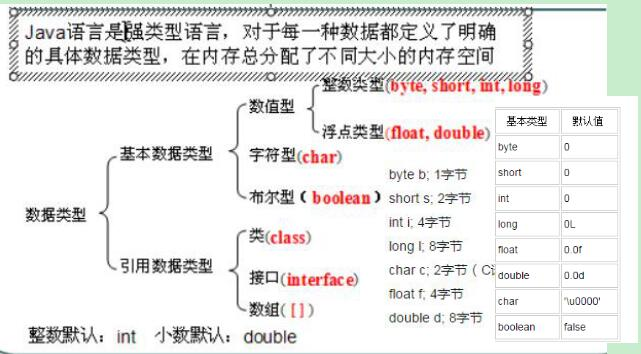 Java语言是强类型语言，对于每一种数据都定义了明确
的具体数据类型，在内存总分配了不同大小的内存空间
整数类型(byte, short, int, long)
数值型
浮点类型(float, double)
基本数据类型
字符型(char)
布尔型（boolean）
数据类型
类(class)
引用数据类型
接口(interface)
数组([])
整数默认：int 小数默认：double
byte b; 1字节
short s; 2字节
int i; 4字节
long l; 8字节
char c; 2字节（C
float f; 4字节
double d; 8字节
基本类型 默认值
byte 0
short 0
int 0
long 0L
float 0.0f
double 0.0d
char '\u0000'
boolean false